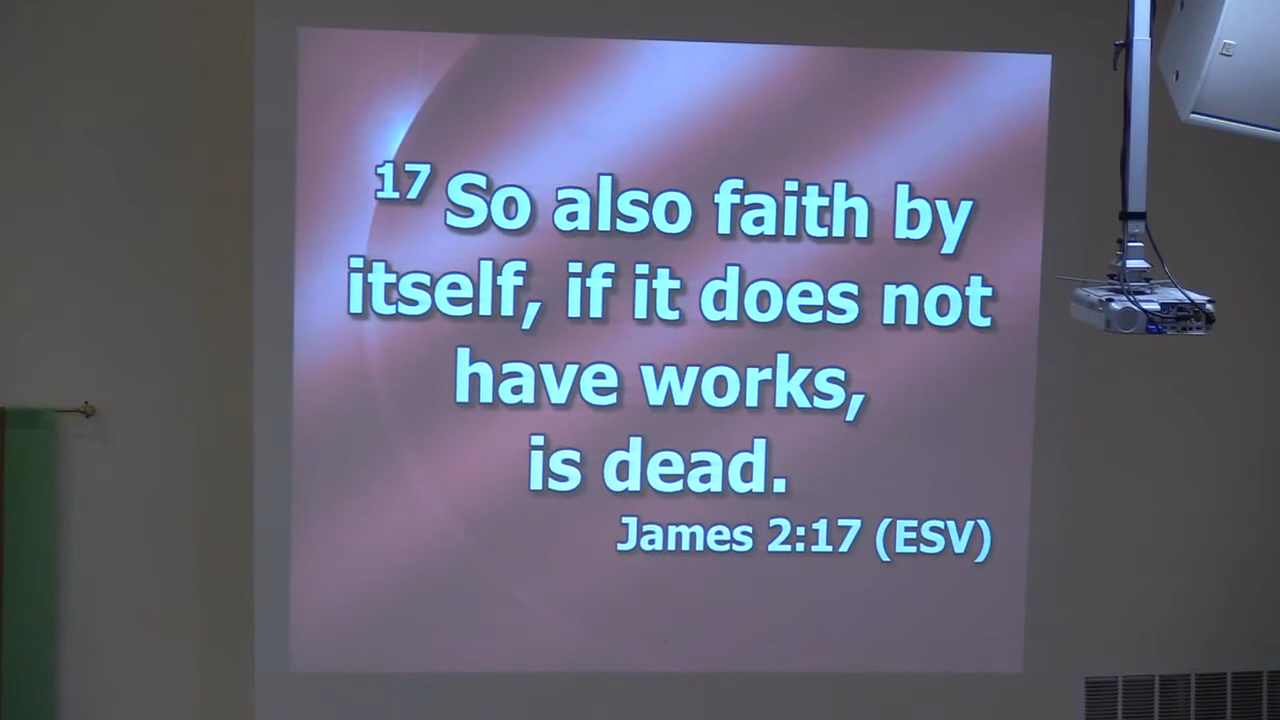 17 So also faith by
itself, if it does not
have works,
is dead.
James 2:17 (ESV)